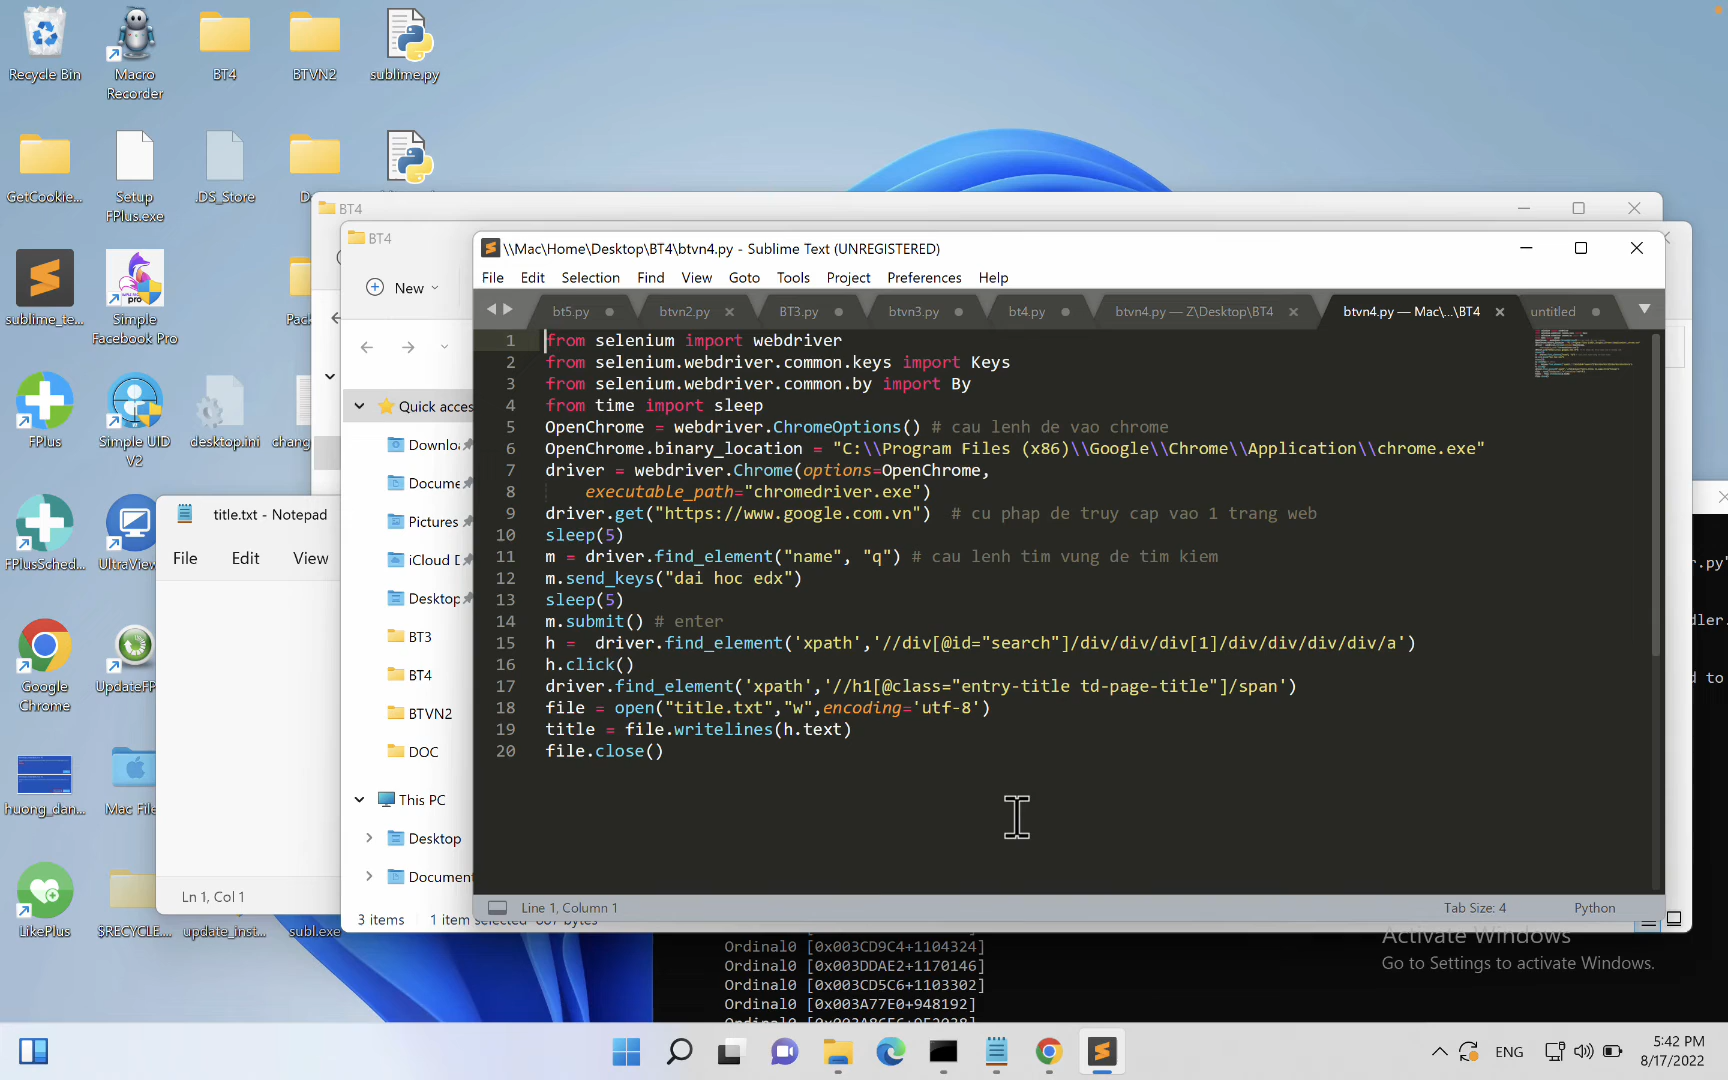 Recycle Bin
Macro Recorder
BT4
BTVN2
sublime.py
GetCookie...
Setup FPlus.exe
.DS_Store
sublime_te...
Simple Facebook Pro
FPlus
Simple UID V2
desktop.ini
FPlusSched...
Google Chrome
huong_dan...
LikePlus
$RECYCLE....
update_inst...
subl.exe
BT4
BT4
New
Quick acces
Pictures
Desktop
BT3
BT4
BTVN2
DOC
This PC
Desktop
Document
3 items
1 item selected
title.txt - Notepad
File Edit View
Ln 1, Col 1
\\Mac\Home\Desktop\BT4\btvn4.py - Sublime Text (UNREGISTERED)
File Edit Selection Find View Goto Tools Project Preferences Help
bt5.py btvn2.py BT3.py btvn3.py bt4.py btvn4.py — Z\Desktop\BT4 btvn4.py — Mac\...\BT4 untitled
1 from selenium import webdriver
2 from selenium.webdriver.common.keys import Keys
3 from selenium.webdriver.common.by import By
4 from time import sleep
5 OpenChrome = webdriver.ChromeOptions() # cau lenh de vao chrome
6 OpenChrome.binary_location = "C:\\Program Files (x86)\\Google\\Chrome\\Application\\chrome.exe"
7 driver = webdriver.Chrome(options=OpenChrome,
8 executable_path="chromedriver.exe")
9 driver.get("https://www.google.com.vn")  # cu phap de truy cap vao 1 trang web
10 sleep(5)
11 m = driver.find_element("name", "q") # cau lenh tim vung de tim kiem
12 m.send_keys("dai hoc edx")
13 sleep(5)
14 m.submit() # enter
15 h =  driver.find_element('xpath','//div[@id="search"]/div/div/div[1]/div/div/div/div/a')
16 h.click()
17 driver.find_element('xpath','//h1[@class="entry-title td-page-title"]/span')
18 file = open("title.txt","w",encoding='utf-8')
19 title = file.writelines(h.text)
20 file.close()
Line 1, Column 1
Tab Size: 4
Python
Ordinal0 [0x003CD9C4+1104324]
Ordinal0 [0x003DDAE2+1170146]
Ordinal0 [0x003CD5C6+1103302]
Ordinal0 [0x003A77E0+948192]
Activate Windows
Go to Settings to activate Windows.
ENG
5:42 PM
8/17/2022